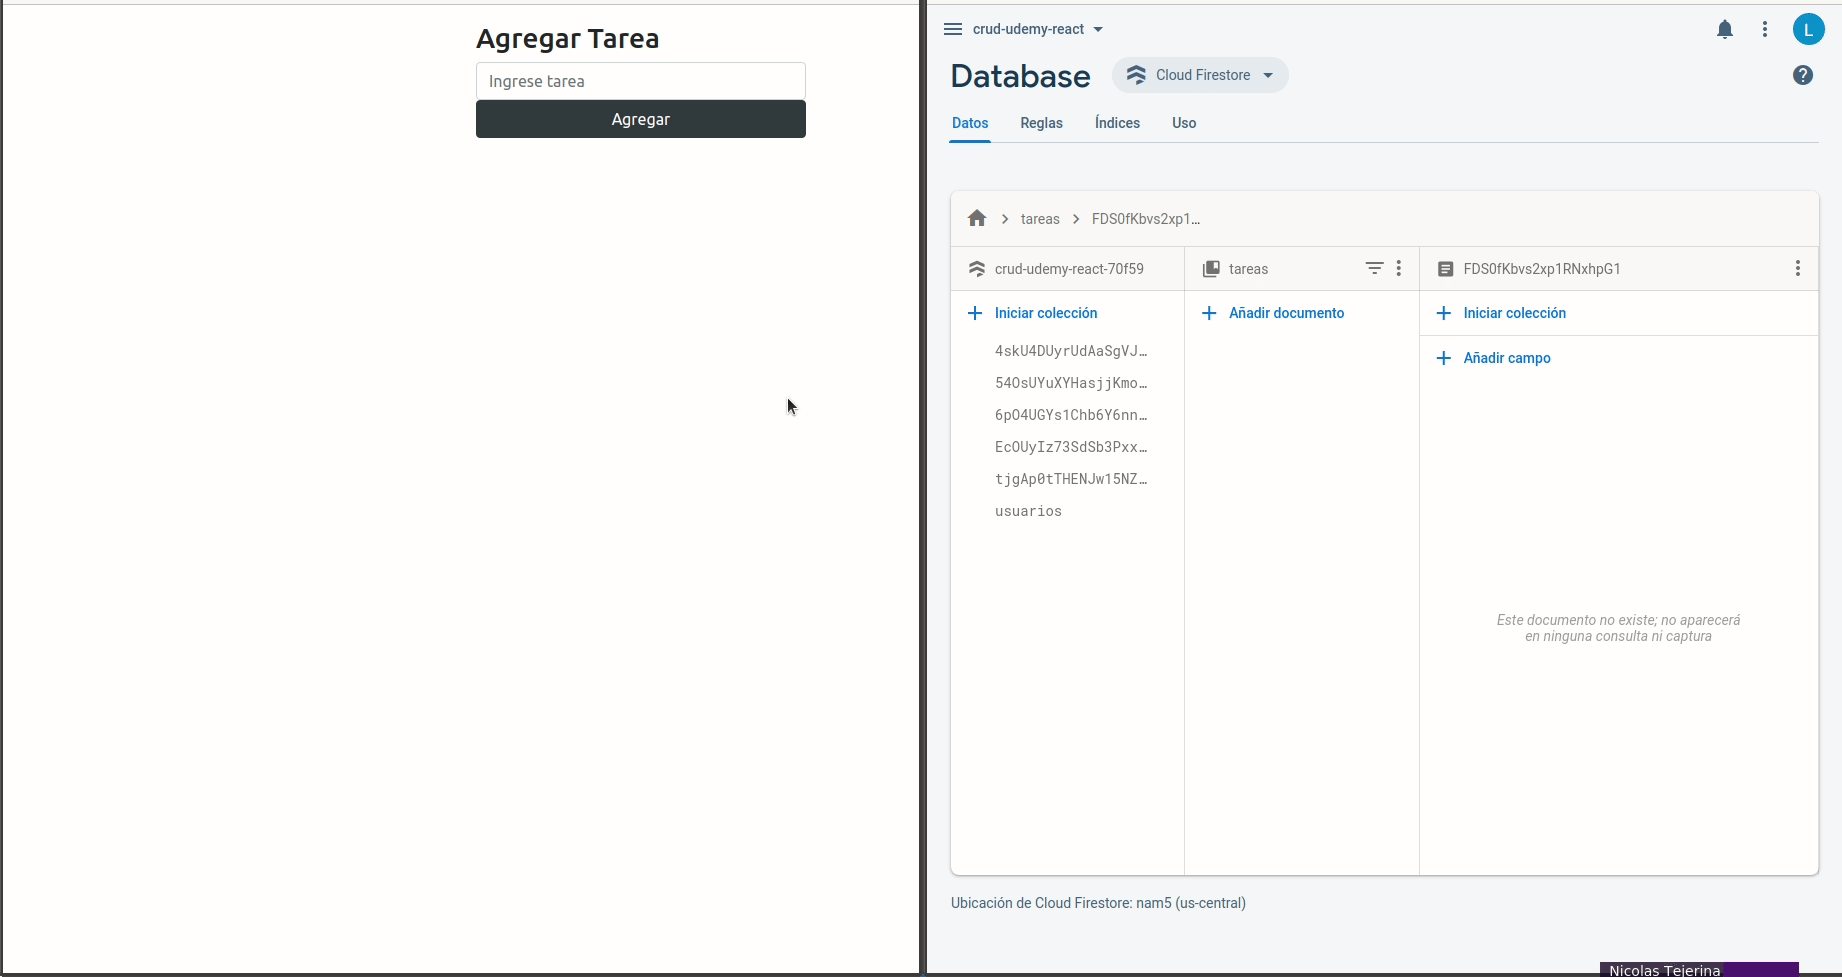 Agregar Tarea
Ingrese tarea
Agregar
crud-udemy-react
L
Database
Cloud Firestore
?
Datos
Reglas
Índices
Uso
tareas
FDS0fKbvs2xp1...
crud-udemy-react-70f59
tareas
FDS0fKbvs2xp1RNxhpG1
Iniciar colección
Añadir documento
Iniciar colección
4skU4DUyrUdAaSgVJ…
Añadir campo
54OsUYuXYHasjjKmo…
6pO4UGYs1Chb6Y6nn…
EcOUyIz73SdSb3Pxx…
tjgAp0tTHENJw15NZ…
usuarios
Este documento no existe; no aparecerá
en ninguna consulta ni captura
Ubicación de Cloud Firestore: nam5 (us-central)
Nicolas Tejerina